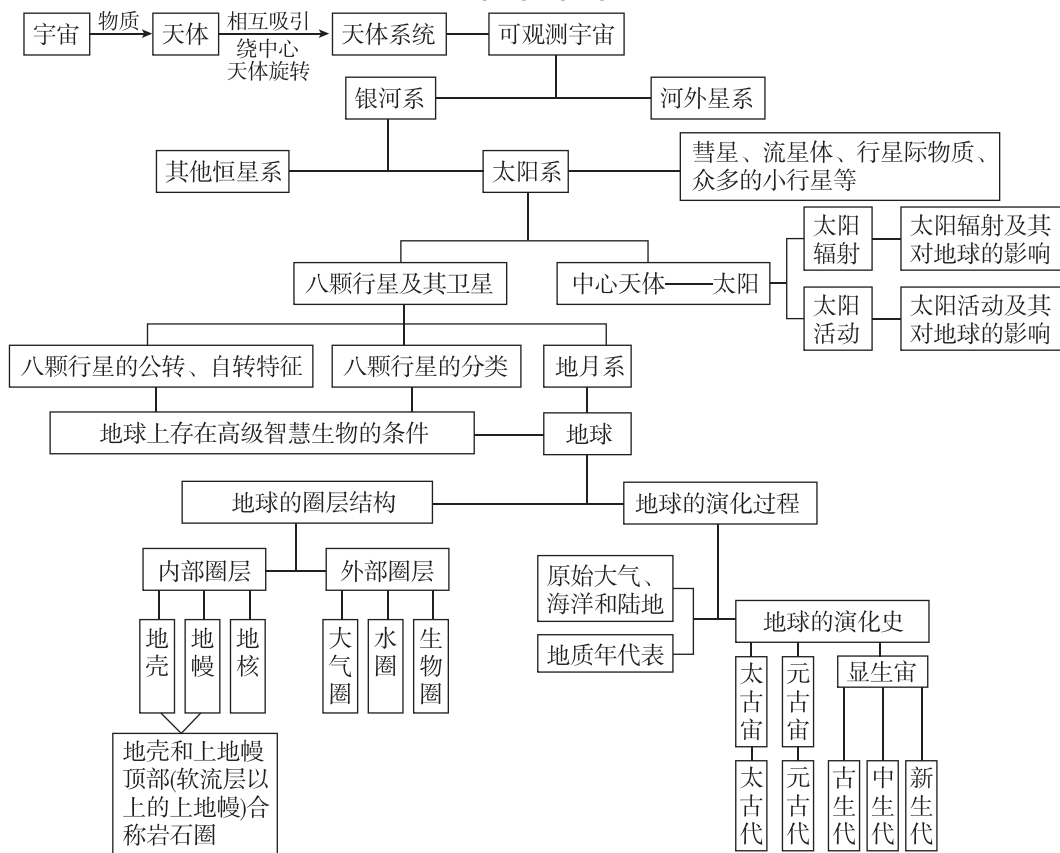 宇宙
物质
天体
相互吸引
绕中心
天体旋转
天体系统
可观测宇宙
银河系
河外星系
其他恒星系
太阳系
彗星、流星体、行星际物质、
众多的小行星等
八颗行星及其卫星
中心天体——太阳
太阳
辐射
太阳辐射及其
对地球的影响
太阳
活动
太阳活动及其
对地球的影响
八颗行星的公转、自转特征
八颗行星的分类
地月系
地球上存在高级智慧生物的条件
地球
地球的圈层结构
地球的演化过程
内部圈层
外部圈层
地壳
地幔
地核
大气圈
水圈
生物圈
地壳和上地幔
顶部(软流层以
上的上地幔)合
称岩石圈
原始大气、
海洋和陆地
地质年代表
地球的演化史
太古宙
元古宙
显生宙
太古代
元古代
古生代
中生代
新生代